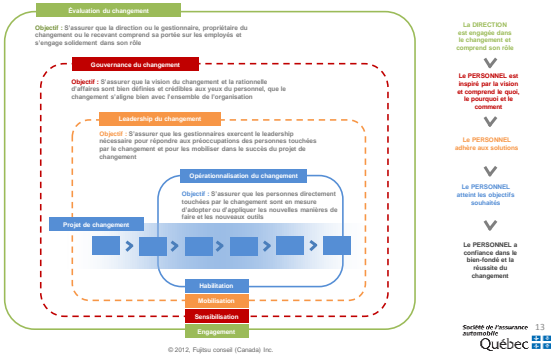 Évaluation du changement
Objectif : S'assurer que la direction ou le gestionnaire, propriétaire du
changement ou le recevant comprend sa portée sur les employés et
s'engage solidement dans son rôle
Gouvernance du changement
Objectif : S'assurer que la vision du changement et la rationnelle
d'affaires sont bien définies et crédibles aux yeux du personnel, que le
changement s'aligne bien avec l'ensemble de l'organisation
Leadership du changement
Objectif : S'assurer que les gestionnaires exercent le leadership
nécessaire pour répondre aux préoccupations des personnes touchées
par le changement et pour les mobiliser dans le succès du projet de
changement
Opérationnalisation du changement
Objectif : S'assurer que les personnes directement
touchées par le changement sont en mesure
d'adopter ou d'appliquer les nouvelles manières de
faire et les nouveaux outils
Projet de changement
Habilitation
Mobilisation
Sensibilisation
Engagement
© 2012, Fujitsu conseil (Canada) Inc.
La DIRECTION
est engagée dans
le changement et
comprend son rôle
Le PERSONNEL est
inspiré par la vision
et comprend le quoi,
le pourquoi et le
comment
Le PERSONNEL
adhère aux solutions
Le PERSONNEL
atteint les objectifs
souhaités
Le PERSONNEL a
confiance dans le
bien-fondé et la
réussite du
changement
Société de l'assurance
automobile
Québec
13